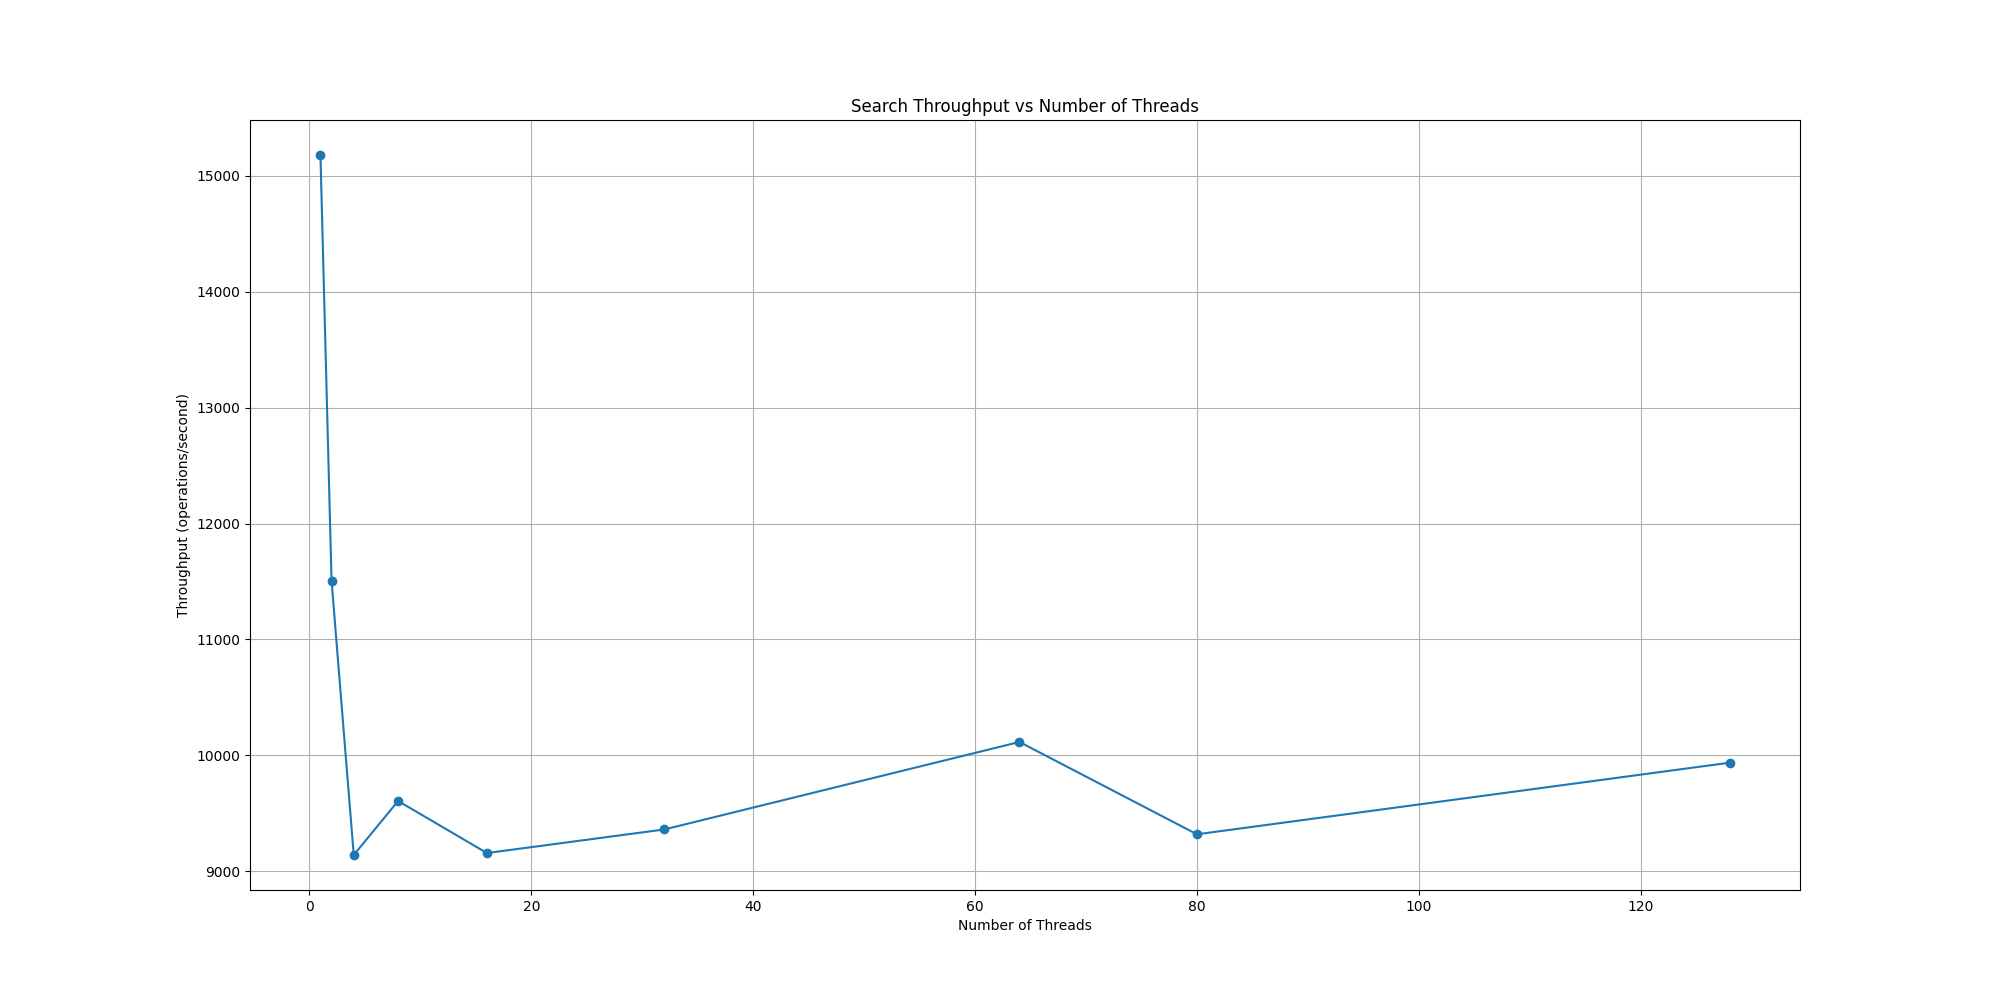 Search Throughput vs Number of Threads
Throughput (operations/second)
15000
14000
13000
12000
11000
10000
9000
0 20 40 60 80 100 120
Number of Threads